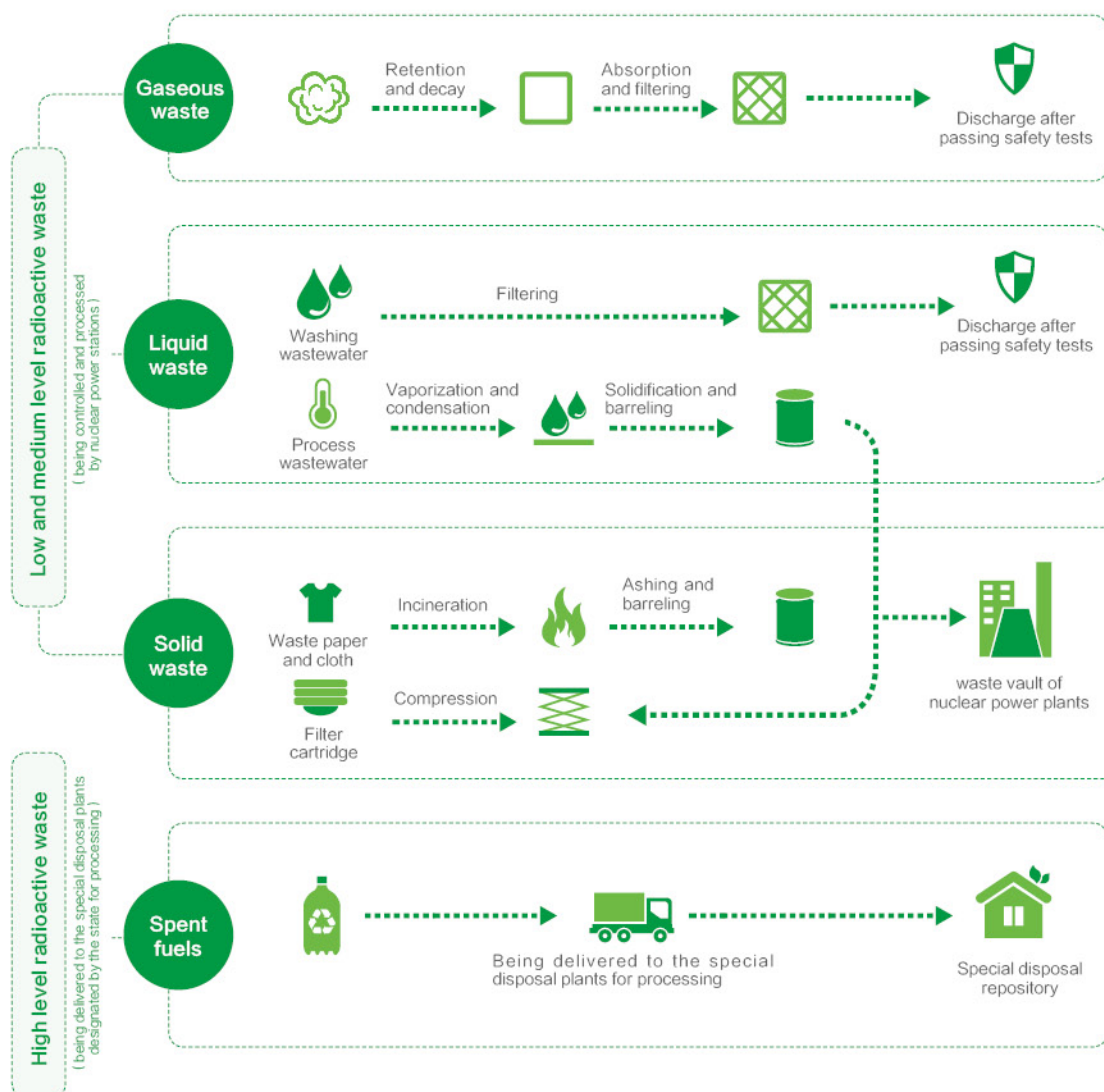 Low and medium level radioactive waste
( being controlled and processed
by nuclear power stations )
Gaseous
waste
Retention
and decay
Absorption
and filtering
Discharge after
passing safety tests
Liquid
waste
Washing
wastewater
Filtering
Discharge after
passing safety tests
Process
wastewater
Vaporization and
condensation
Solidification and
barreling
Solid
waste
Waste paper
and cloth
Incineration
Ashing and
barreling
Filter
cartridge
Compression
waste vault of
nuclear power plants
High level radioactive waste
( being delivered to the special disposal plants
designated by the state for processing )
Spent
fuels
Being delivered to the special
disposal plants for processing
Special disposal
repository